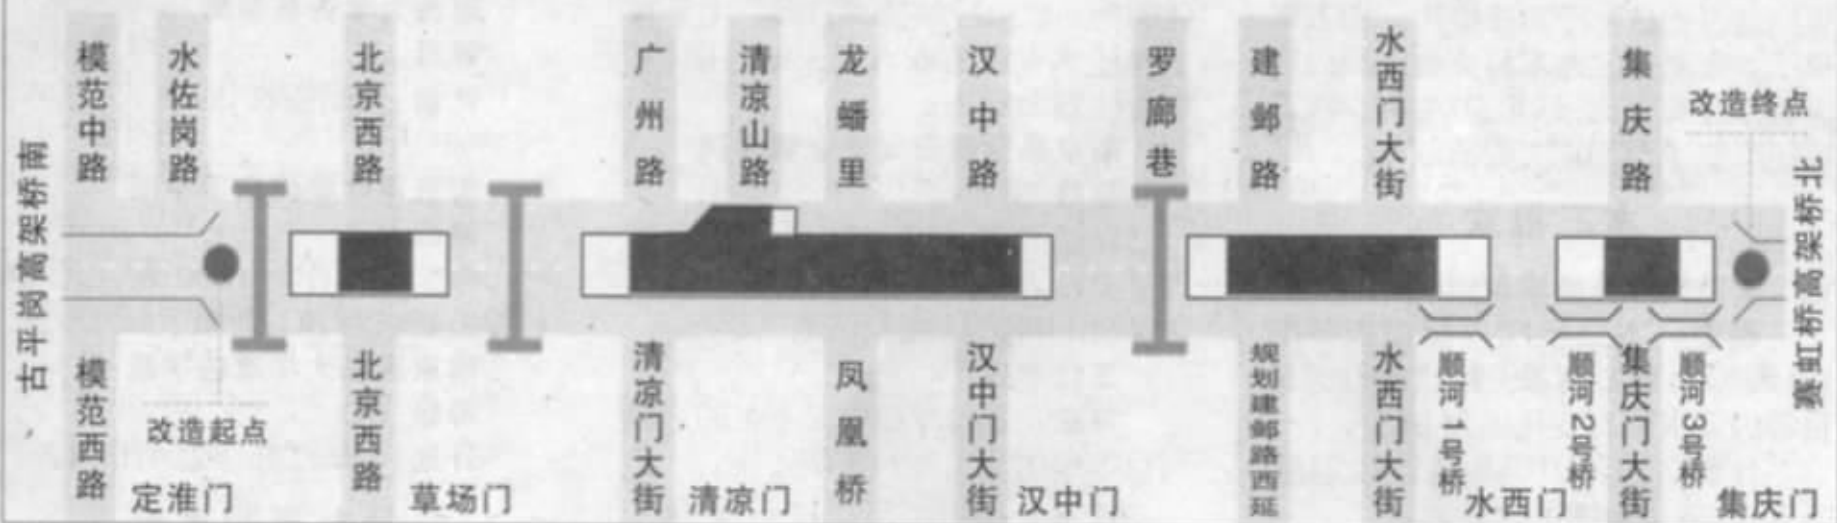 古平岗高架桥南
模范中路
水佐岗路
北京西路
广州路
清凉山路
龙蟠里
汉中路
罗廊巷
建邺路
水西门大街
集庆路
改造终点
赛虹桥高架桥北
模范西路
改造起点
定淮门
北京西路
草场门
清凉门大街
清凉门
凤凰桥
汉中门大街
汉中门
规划建邺路西延
水西门大街
顺河1号桥
水西门
顺河2号桥
集庆门大街
顺河3号桥
集庆门